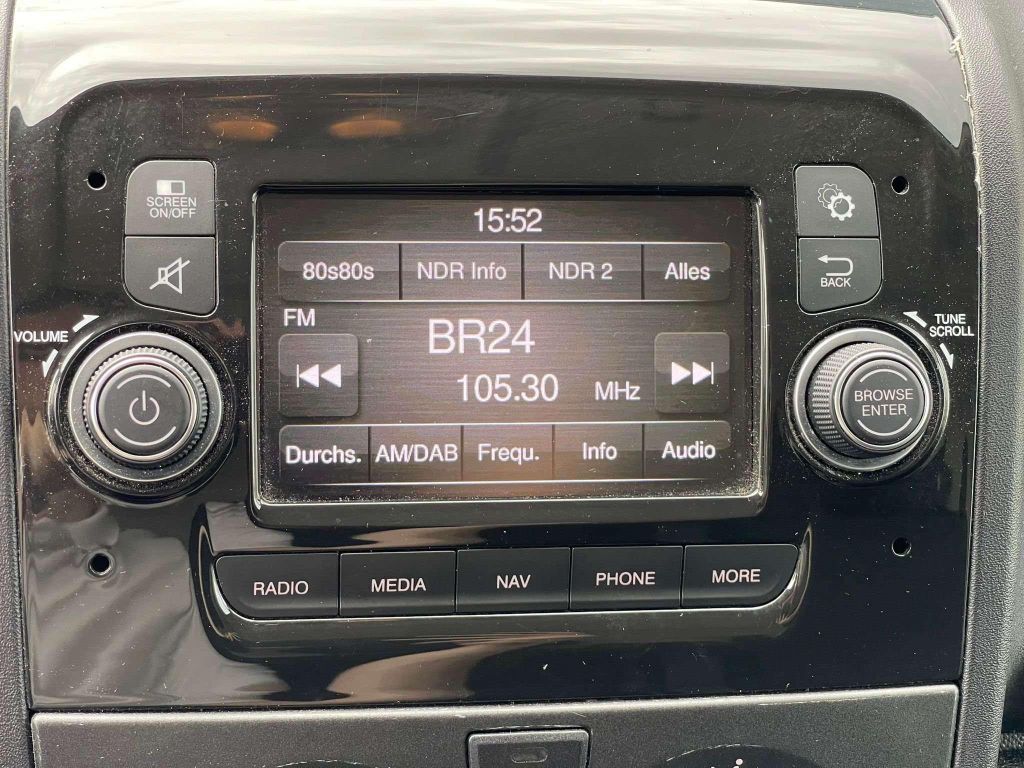 SCREEN
ON/OFF
15:52
80s80s NDR Info NDR 2 Alles
BACK
VOLUME
FM
BR24
TUNE
SCROLL
105.30 MHz
BROWSE
ENTER
Durchs. AM/DAB Frequ. Info Audio
RADIO MEDIA NAV PHONE MORE